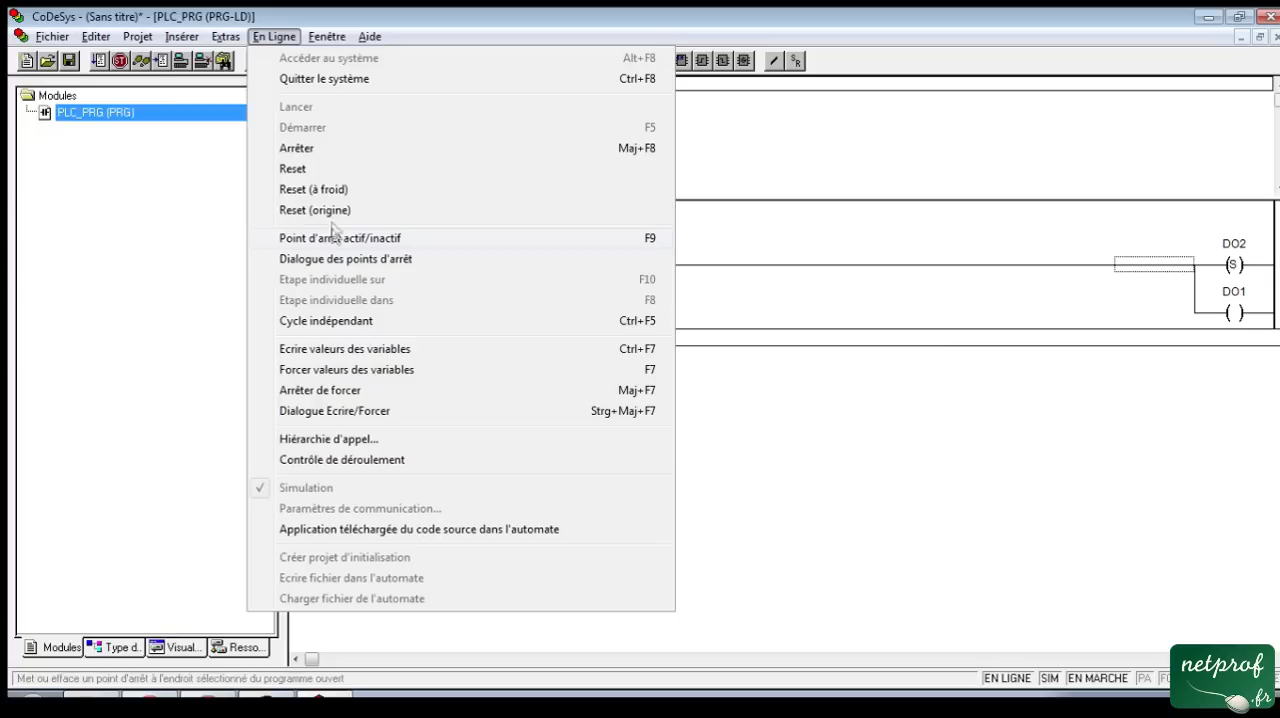 CoDeSys - (Sans titre)* - [PLC_PRG (PRG-LD)]
Fichier Editer Projet Insérer Extras En Ligne Fenêtre Aide
Accéder au système Alt+F8
Quitter le système Ctrl+F8
Lancer
Démarrer F5
Arrêter Maj+F8
Reset
Reset (à froid)
Reset (origine)
Point d'arrêt actif/inactif F9
Dialogue des points d'arrêt
Etape individuelle sur F10
Etape individuelle dans F8
Cycle indépendant Ctrl+F5
Ecrire valeurs des variables Ctrl+F7
Forcer valeurs des variables F7
Arrêter de forcer Maj+F7
Dialogue Ecrire/Forcer Strg+Maj+F7
Hiérarchie d'appel...
Contrôle de déroulement
Simulation
Paramètres de communication...
Application téléchargée du code source dans l'automate
Créer projet d'initialisation
Ecrire fichier dans l'automate
Charger fichier de l'automate
Modules
PLC_PRG (PRG)
DO2
(S)
DO1
( )
Modules Type d.. Visual... Resso...
Met ou efface un point d'arrêt à l'endroit sélectionné du programme ouvert
EN LIGNE SIM EN MARCHE PA
netprof
.fr